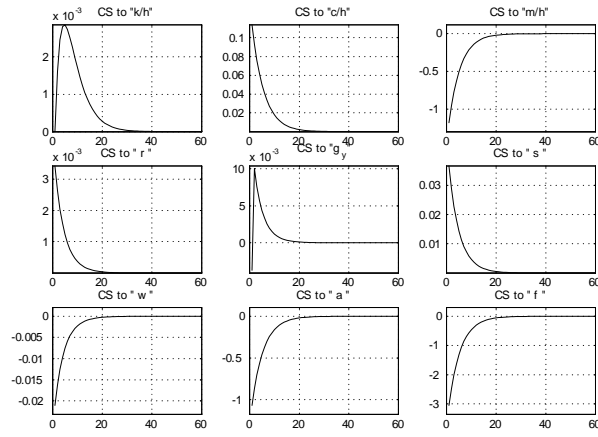 CS to "k/h"
x 10 -3
2
1
0
0 20 40 60
CS to "c/h"
0.1
0.08
0.06
0.04
0.02
0 20 40 60
CS to "m/h"
0
-0.5
-1
0 20 40 60
CS to " r "
x 10 -3
3
2
1
0 20 40 60
CS to "g y
x 10 -3
10
5
0
0 20 40 60
CS to " s "
0.03
0.02
0.01
0 20 40 60
CS to " w "
0
-0.005
-0.01
-0.015
-0.02
0 20 40 60
CS to " a "
0
-0.5
-1
0 20 40 60
CS to " f "
0
-1
-2
-3
0 20 40 60